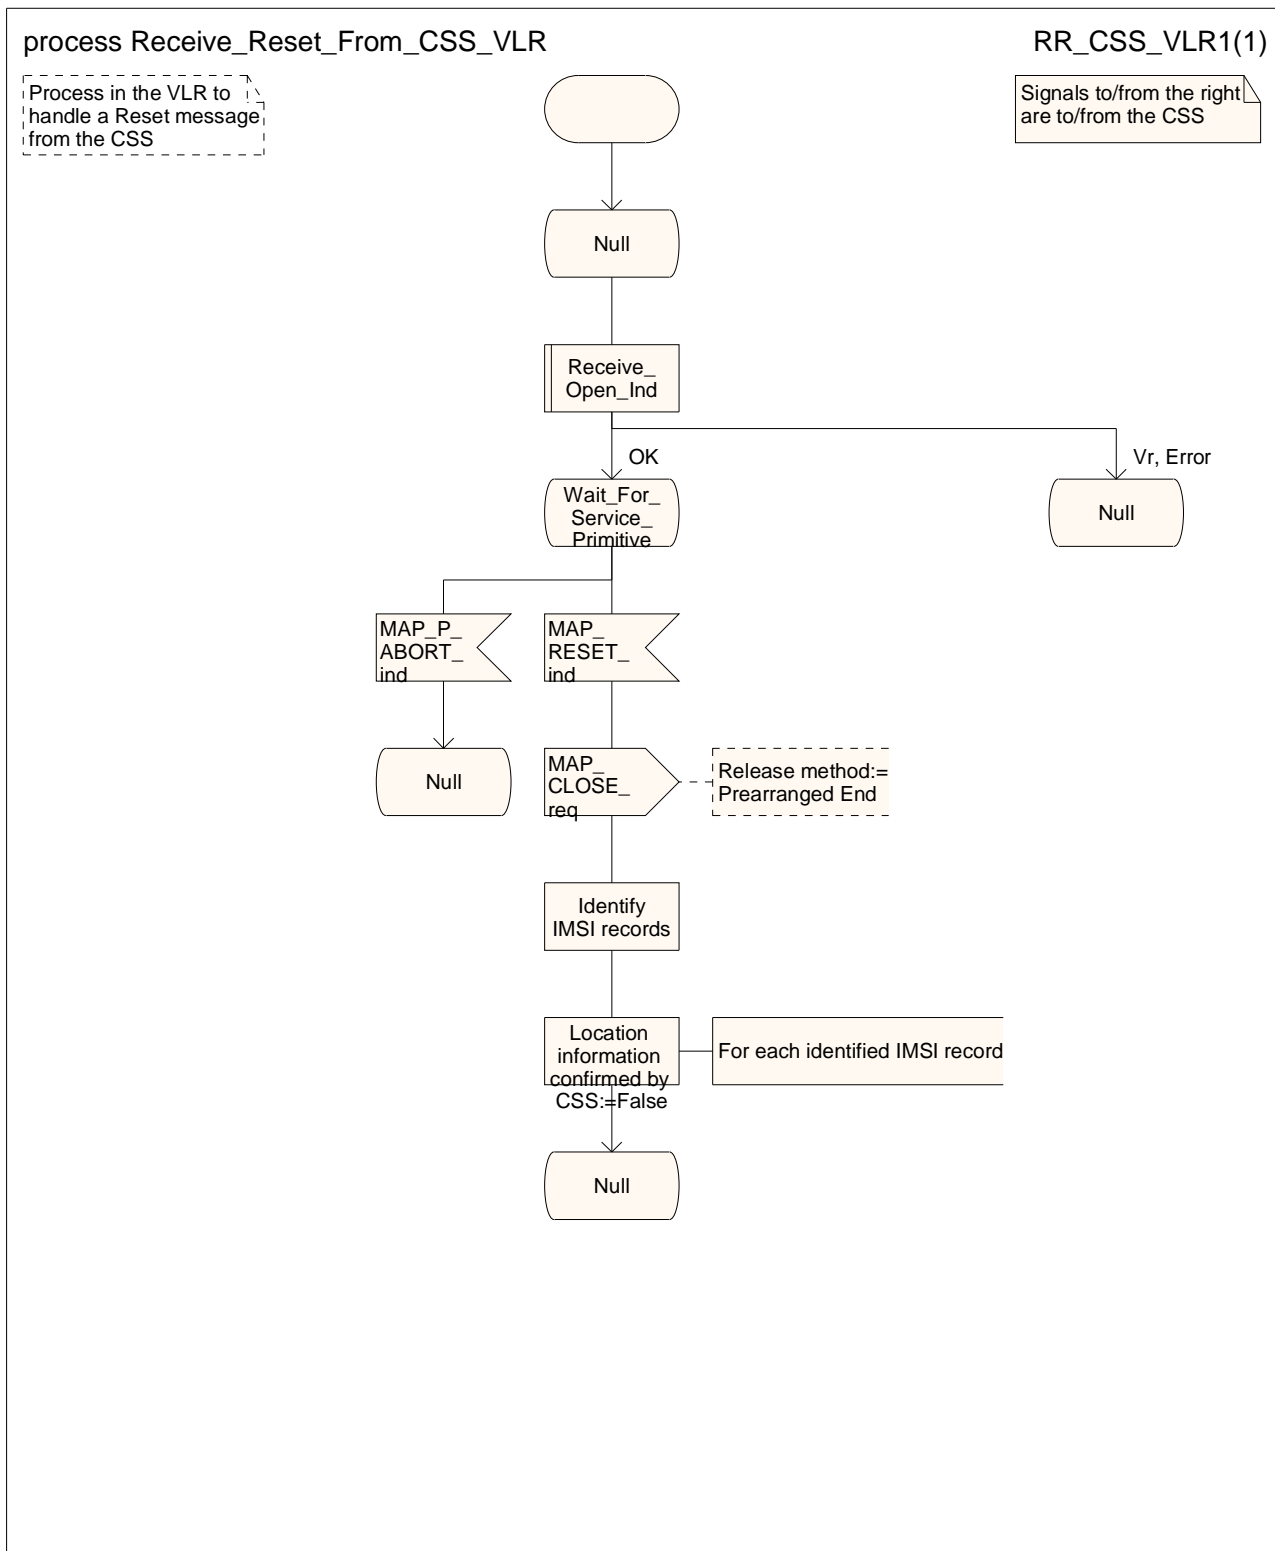 process Receive_Reset_From_CSS_VLR
RR_CSS_VLR1(1)
Process in the VLR to
handle a Reset message
from the CSS
Signals to/from the right
are to/from the CSS
Null
Receive_
Open_Ind
OK
Vr, Error
Wait_For_
Service_
Primitive
Null
MAP_P_
ABORT_
ind
MAP_
RESET_
ind
Null
MAP_
CLOSE_
req
Release method:=
Prearranged End
Identify
IMSI records
Location
information
confirmed by
CSS:=False
For each identified IMSI record
Null